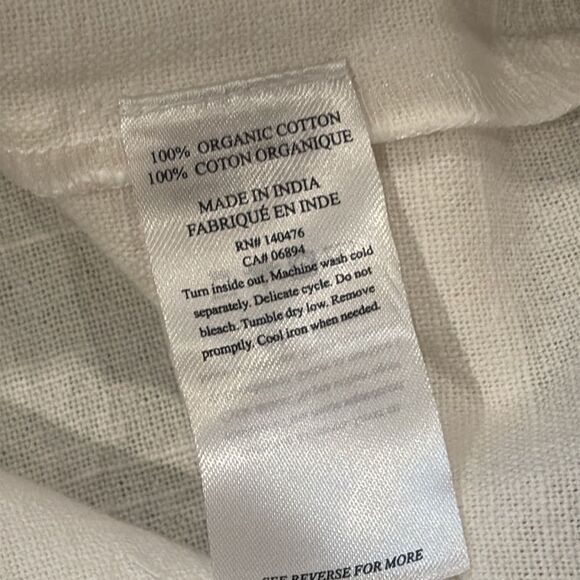 100% ORGANIC COTTON
100% COTON ORGANIQUE
MADE IN INDIA
FABRIQUÉ EN INDE
RN# 140476
CA# 06894
Turn inside out. Machine wash cold
separately. Delicate cycle. Do not
bleach. Tumble dry low. Remove
promptly. Cool iron when needed.
SEE REVERSE FOR MORE